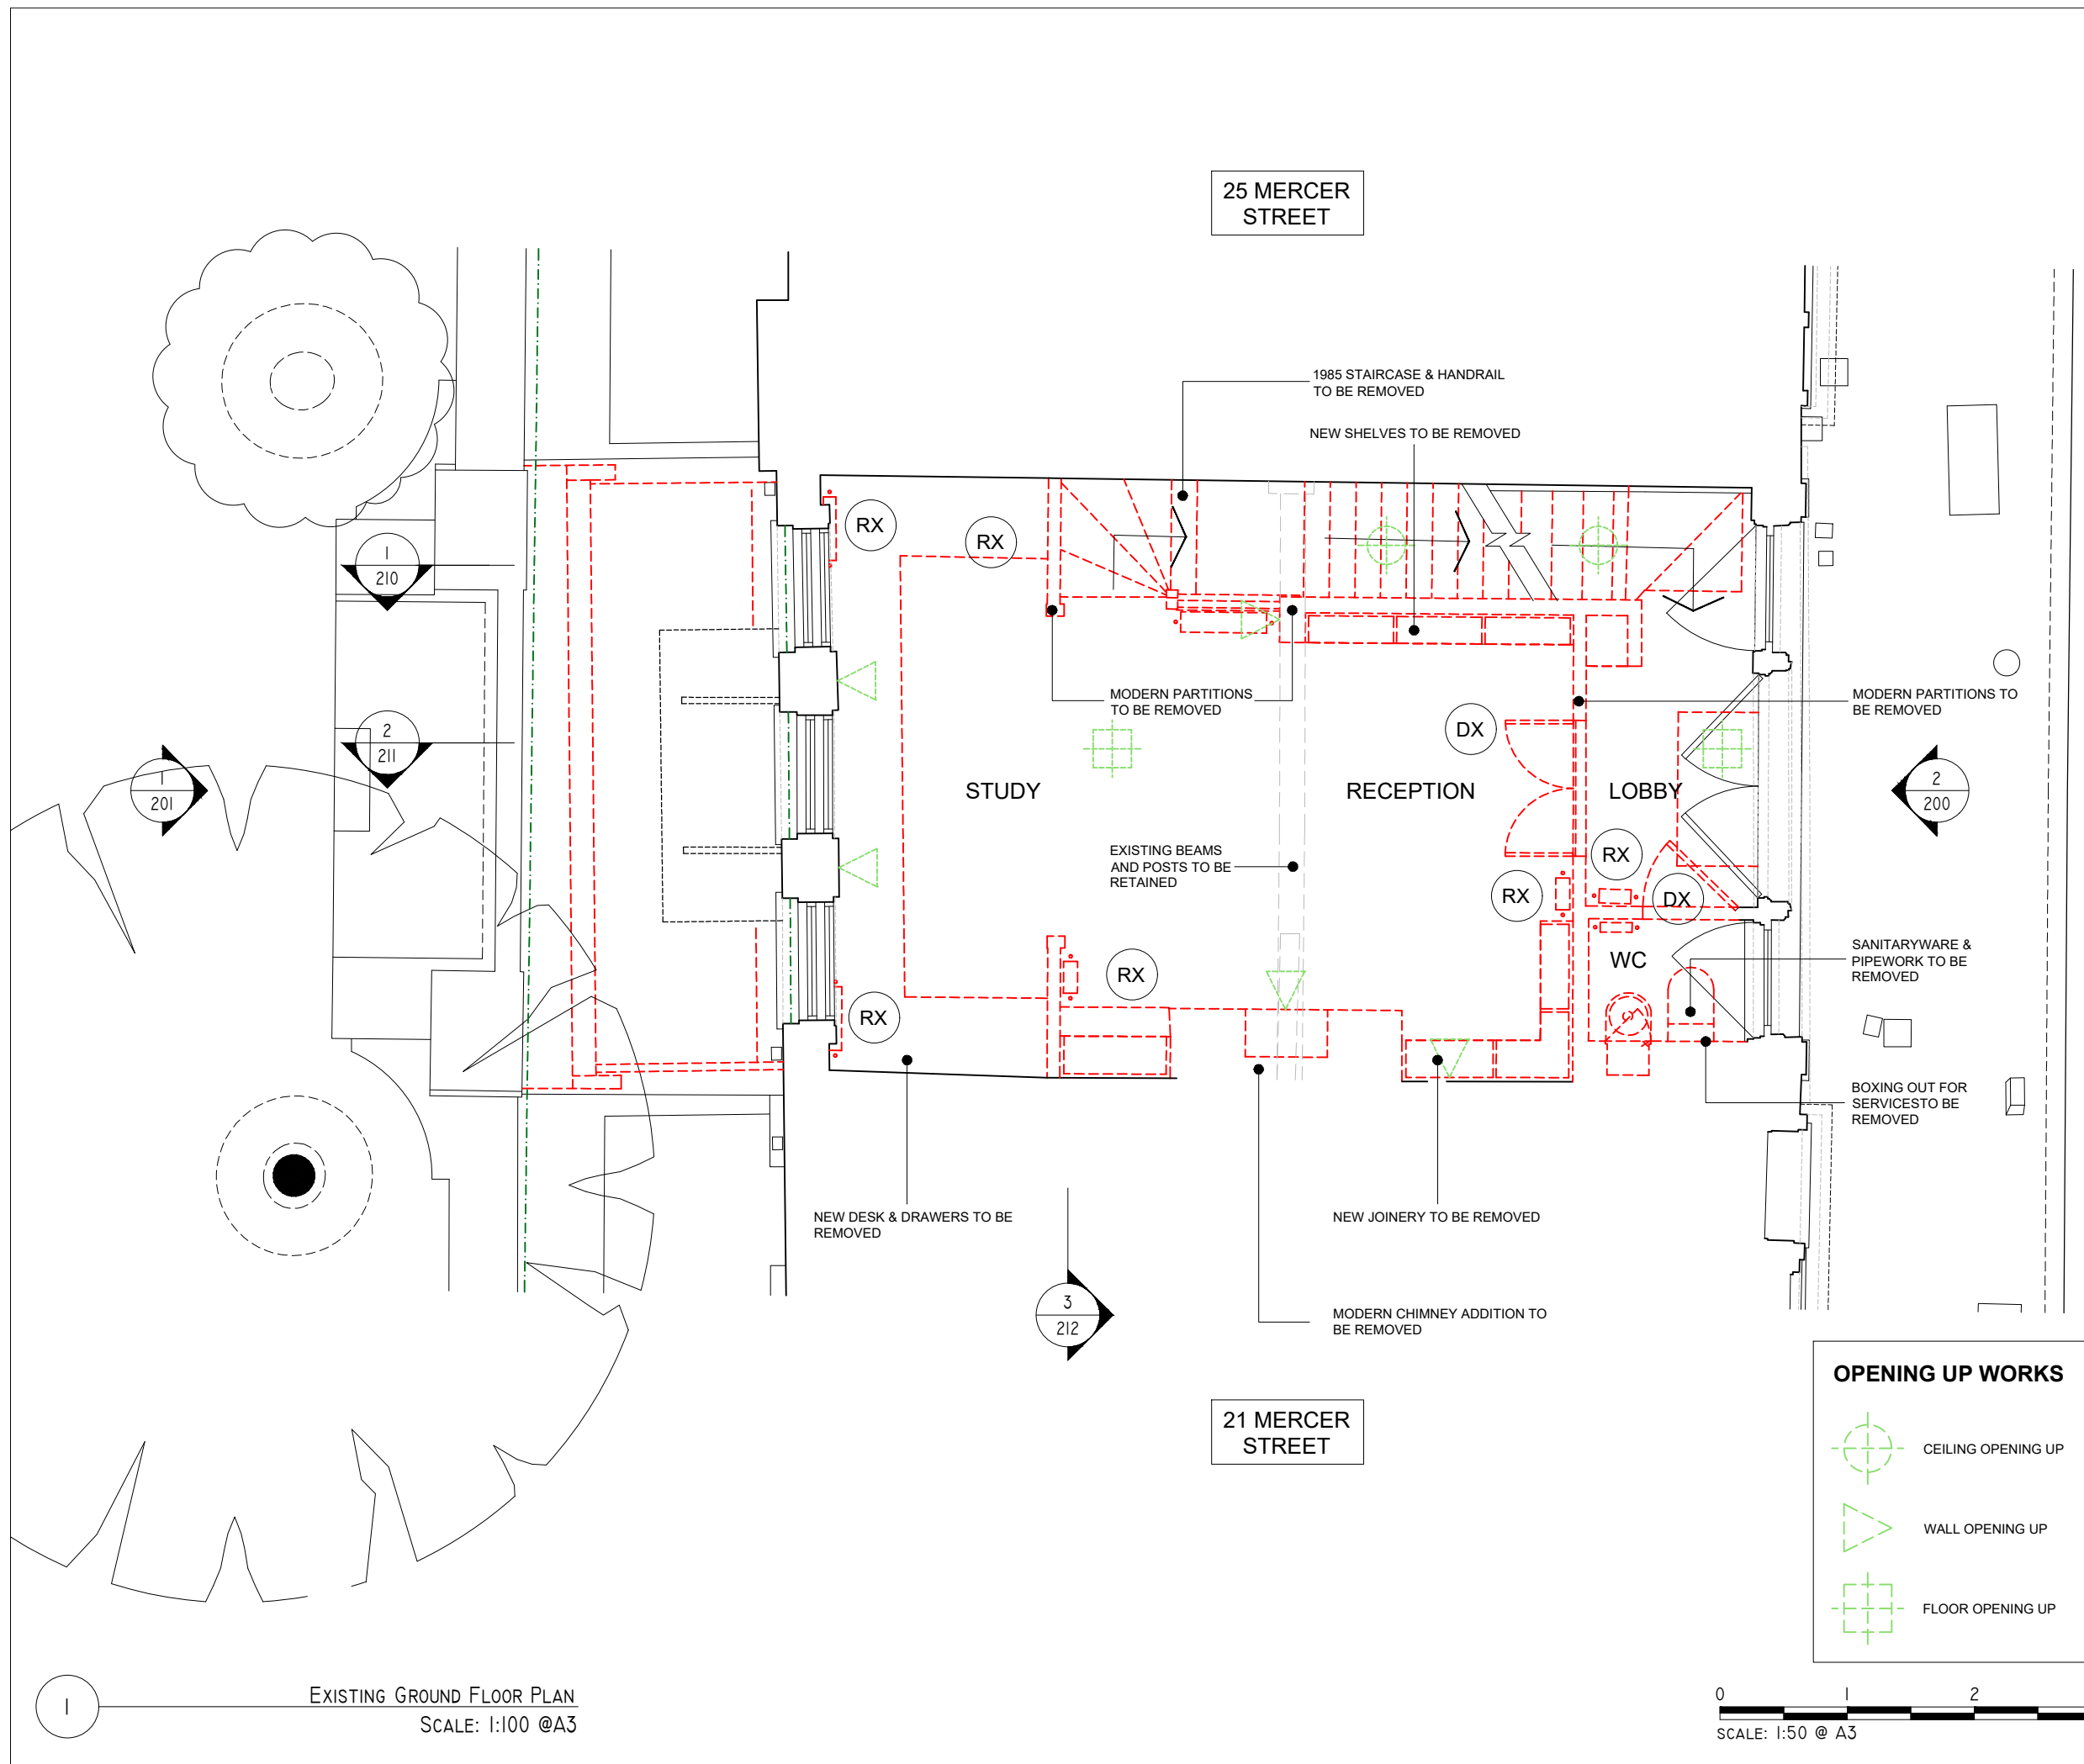 25 MERCER
STREET
1985 STAIRCASE & HANDRAIL
TO BE REMOVED
NEW SHELVES TO BE REMOVED
RX
RX
1
210
MODERN PARTITIONS
TO BE REMOVED
MODERN PARTITIONS TO
BE REMOVED
DX
2
211
1
201
STUDY
RECEPTION
LOBBY
2
200
EXISTING BEAMS
AND POSTS TO BE
RETAINED
RX
RX
DX
SANITARYWARE &
PIPEWORK TO BE
REMOVED
WC
RX
RX
BOXING OUT FOR
SERVICESTO BE
REMOVED
NEW DESK & DRAWERS TO BE
REMOVED
NEW JOINERY TO BE REMOVED
3
212
MODERN CHIMNEY ADDITION TO
BE REMOVED
21 MERCER
STREET
OPENING UP WORKS
CEILING OPENING UP
WALL OPENING UP
FLOOR OPENING UP
1
EXISTING GROUND FLOOR PLAN
SCALE: 1:100 @A3
0 1 2
SCALE: 1:50 @ A3